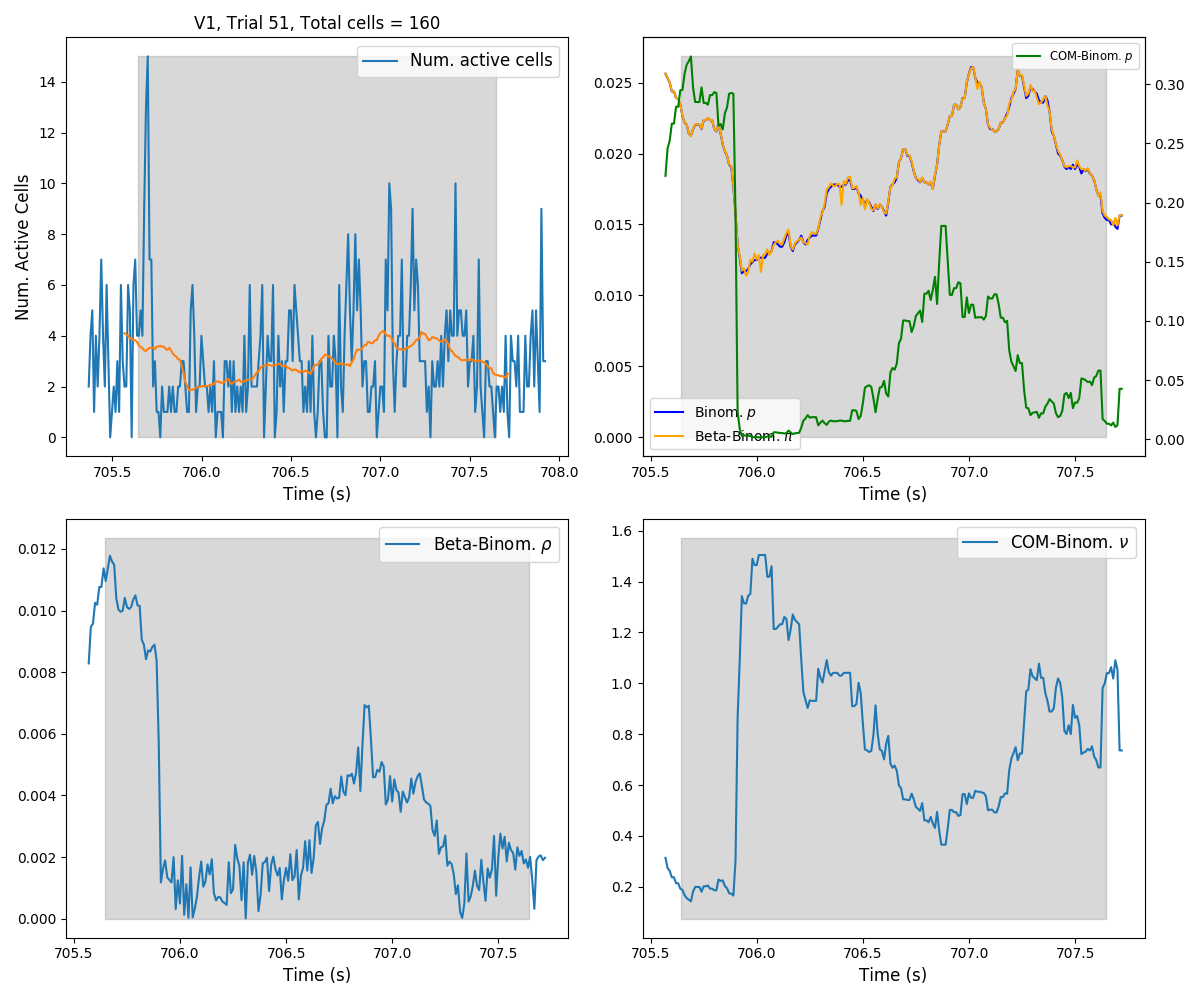 V1, Trial 51, Total cells = 160
Num. active cells
Num. Active Cells
14
12
10
8
6
4
2
0
705.5 706.0 706.5 707.0 707.5 708.0
Time (s)
COM-Binom. p
0.025
0.020
0.015
0.010
0.005
0.000
0.30
0.25
0.20
0.15
0.10
0.05
0.00
Binom. p
Beta-Binom. π
705.5 706.0 706.5 707.0 707.5
Time (s)
Beta-Binom. ρ
0.012
0.010
0.008
0.006
0.004
0.002
0.000
705.5 706.0 706.5 707.0 707.5
Time (s)
COM-Binom. ν
1.6
1.4
1.2
1.0
0.8
0.6
0.4
0.2
705.5 706.0 706.5 707.0 707.5
Time (s)